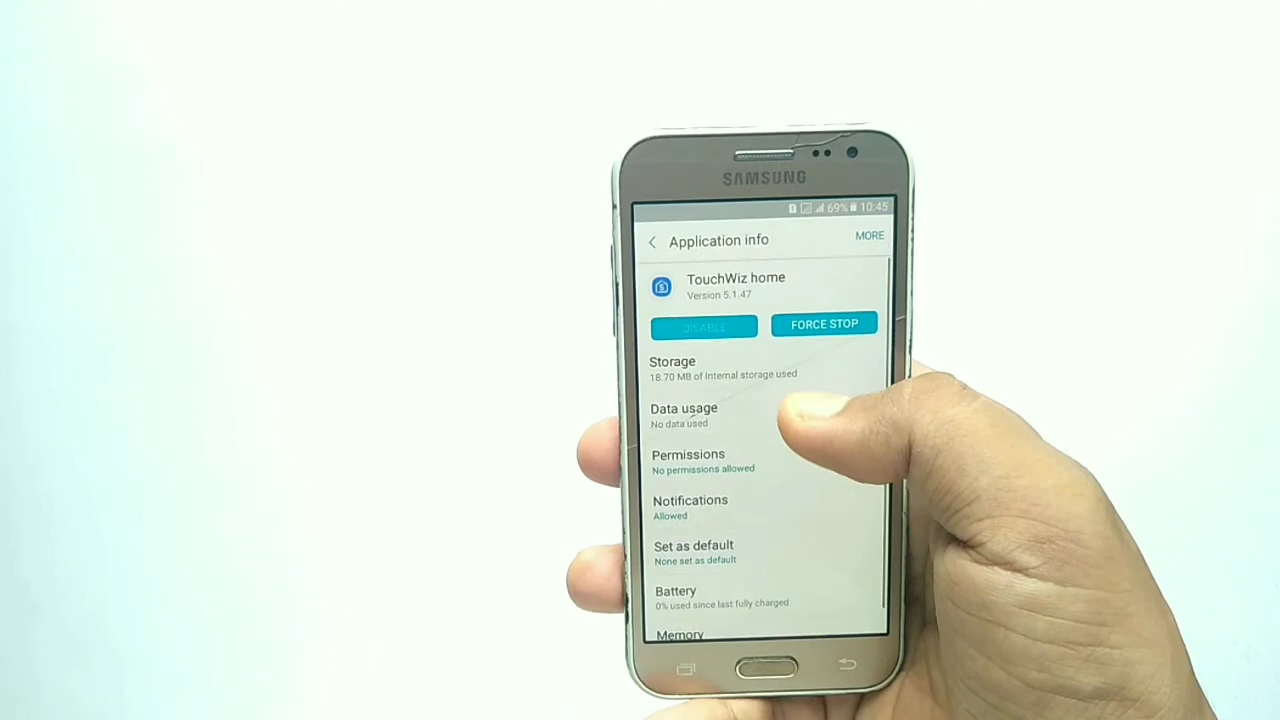 SAMSUNG
69% 10:45
Application info
MORE
TouchWiz home
Version 5.1.47
DISABLE
FORCE STOP
Storage
18.70 MB of Internal storage used
Data usage
No data used
Permissions
No permissions allowed
Notifications
Allowed
Set as default
None set as default
Battery
0% used since last fully charged
Memory